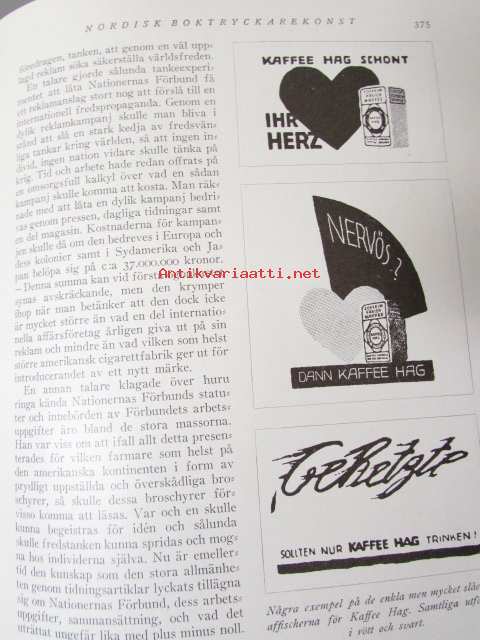 NORDISK BOKTRYCKAREKONST
375
föredragen, tanken, att genom en väl upp-
lagd reklam söka säkerställa världsfreden.
En talare gjorde sålunda tankeexperi-
mentet att låta Nationernas Förbund få
ett reklamanslag stort nog att förslå till en
internationell fredspropaganda. Genom en
dylik reklamkampanj skulle man bliva i
stånd att slå en stark kedja av fredsvän-
liga tankar kring världen, så att ingen in-
divid, ingen nation vidare skulle tänka på
krig. Tid och arbete hade redan offrats på
en omsorgsfull kalkyl över vad en sådan
kampanj skulle komma att kosta. Man räk-
nade med att låta en dylik kampanj bedri-
vas genom pressen, dagliga tidningar samt
en del magasin. Kostnaderna för kampan-
jen skulle då om den bedreves i Europa och
dess kolonier samt i Sydamerika och Ja-
pan belöpa sig på c:a 37.000.000 kronor.
— Denna summa kan vid första
synas avskräckande, men den krymper
ihop när man betänker att den dock icke
är mycket större än vad en del internatio-
nella affärsföretag årligen giva ut på sin
reklam och mindre än vad vilken som helst
större amerikansk cigarettfabrik ger ut för
introducerandet av ett nytt märke.
En annan talare klagade över huru
ringa kända Nationernas Förbunds statu-
ter och innebörden av Förbundets arbets-
uppgifter äro bland de stora massorna.
Han var viss om att ifall allt detta presen-
terades för vilken farmare som helst på
den amerikanska kontinenten i form av
prydligt uppställda och överskådliga bro-
schyrer, så skulle dessa broschyrer för-
visso komma att läsas. Var och en skulle
kunna begeistras för idén och sålunda
skulle fredstanken kunna spridas och mog-
na hos individerna själva. Nu är emeller-
tid den kunskap som den stora allmänhe-
ten genom tidningsartiklar lyckats tillägna
sig om Nationernas Förbund, dess arbets-
uppgifter, sammansättning, och vad det
uträttat ungefär lika med plus minus noll.
KAFFEE HAG SCHONT
IHR
HERZ
NERVÖS?
DANN KAFFEE HAG
Gehetzte
SOLLTEN NUR KAFFEE HAG TRINKEN!
Några exempel på de enkla men mycket slåe
affischerna för Kaffee Hag. Samtliga utfö
i rött och svart.
Antikvariaatti.net